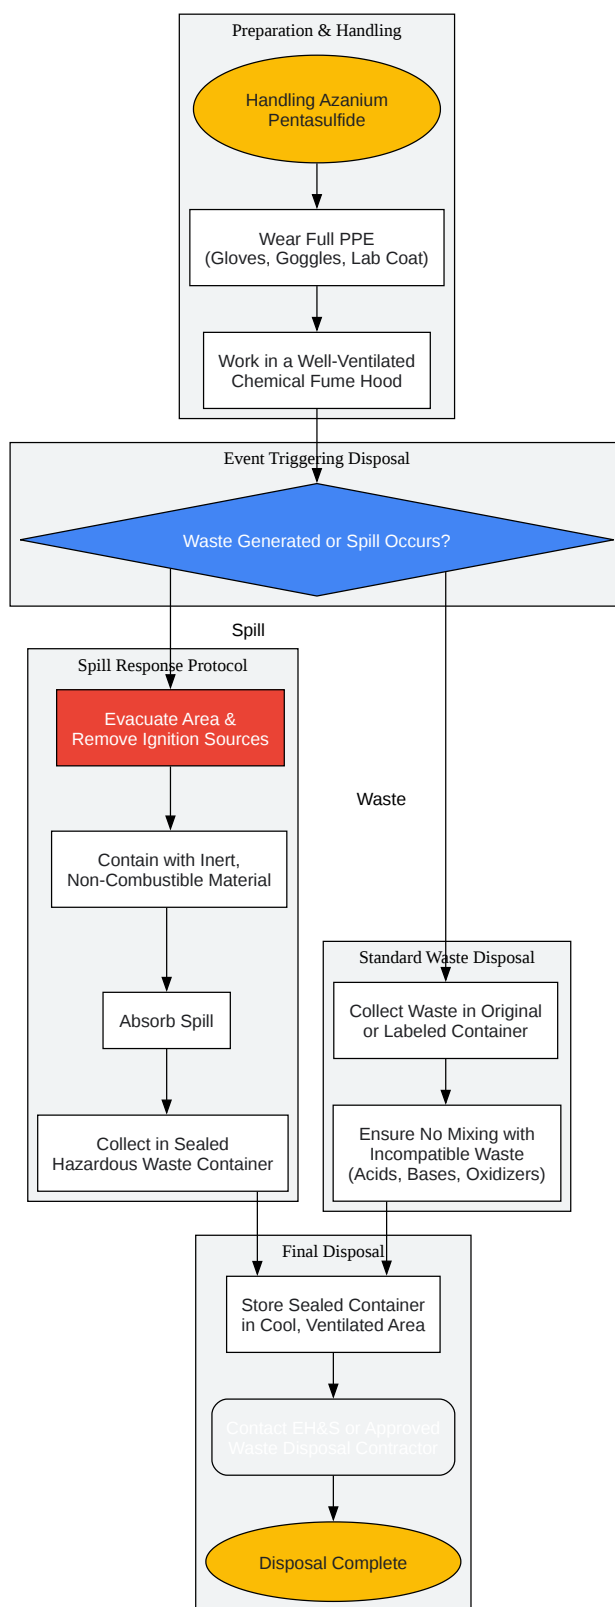 Preparation & Handling
Handling Azanium
Pentasulfide
Wear Full PPE
(Gloves, Goggles, Lab Coat)
Work in a Well-Ventilated
Chemical Fume Hood
Event Triggering Disposal
Waste Generated or Spill Occurs?
Spill
Spill Response Protocol
Evacuate Area &
Remove Ignition Sources
Contain with Inert,
Non-Combustible Material
Absorb Spill
Collect in Sealed
Hazardous Waste Container
Waste
Standard Waste Disposal
Collect Waste in Original
or Labeled Container
Ensure No Mixing with
Incompatible Waste
(Acids, Bases, Oxidizers)
Final Disposal
Store Sealed Container
in Cool, Ventilated Area
Contact EH&S or Approved
Waste Disposal Contractor
Disposal Complete